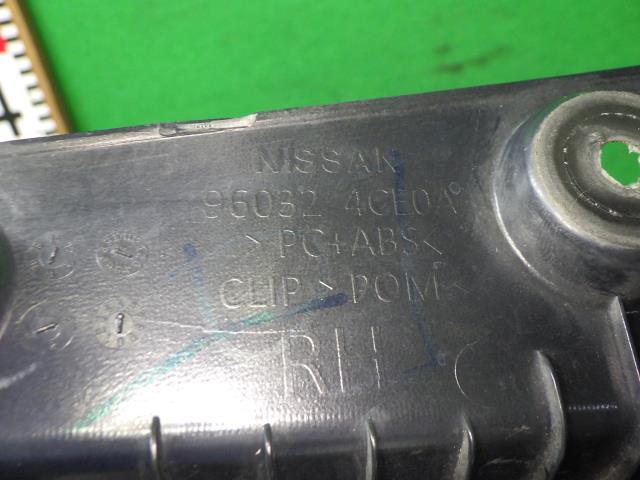 NISSAN
96032 4CE0A
>PC+ABS<
CLIP >POM<
RH